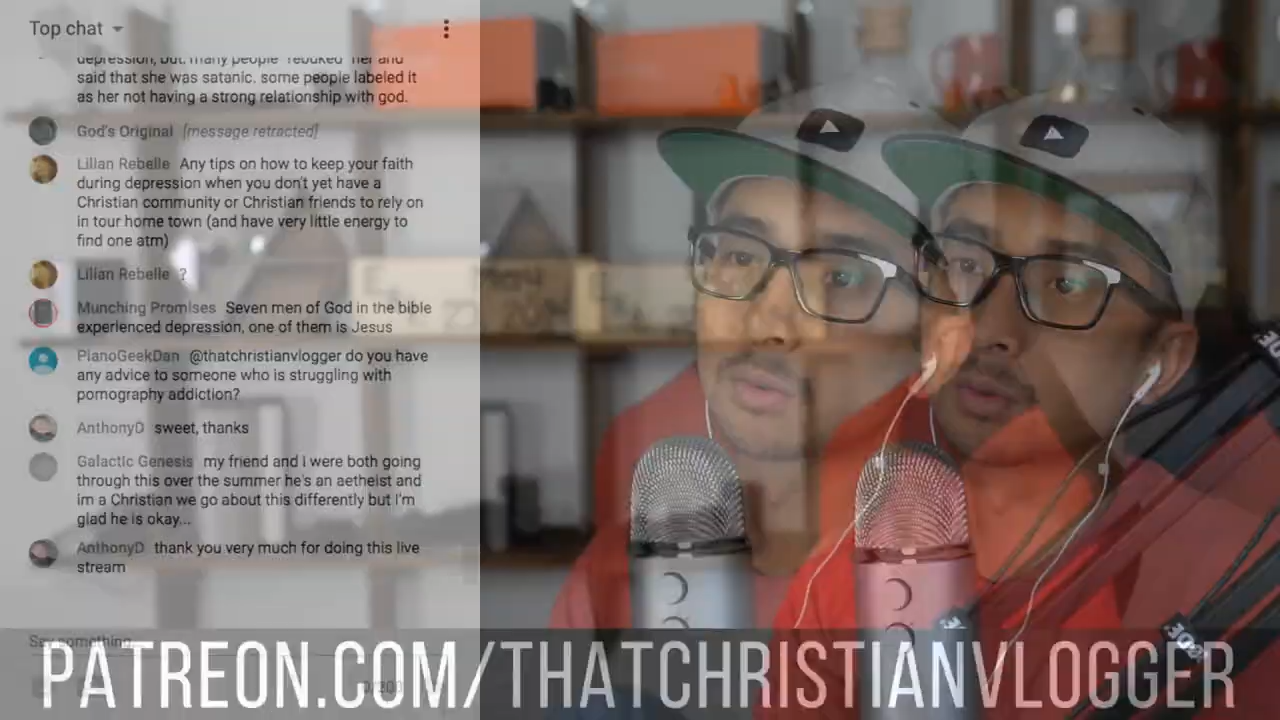 Top chat
depression, but many people "rebuked" her and
said that she was satanic. some people labeled it
as her not having a strong relationship with god.
God's Original [message retracted]
Lilian Rebelle Any tips on how to keep your faith
during depression when you don't yet have a
Christian community or Christian friends to rely on
in tour home town (and have very little energy to
find one atm)
Lilian Rebelle ?
Munching Promises Seven men of God in the bible
experienced depression, one of them is Jesus
PianoGeekDan @thatchristianvlogger do you have
any advice to someone who is struggling with
pornography addiction?
AnthonyD sweet, thanks
Galactic Genesis my friend and i were both going
through this over the summer he's an aetheist and
im a Christian we go about this differently but I'm
glad he is okay...
AnthonyD thank you very much for doing this live
stream
Say something...
0/200
PATREON.COM/THATCHRISTIANVLOGGER